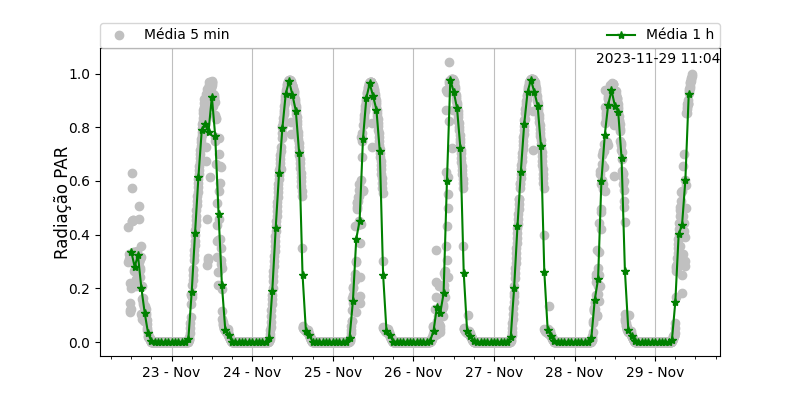 Média 5 min
Média 1 h
2023-11-29 11:04
Radiação PAR
1.0
0.8
0.6
0.4
0.2
0.0
23 - Nov
24 - Nov
25 - Nov
26 - Nov
27 - Nov
28 - Nov
29 - Nov